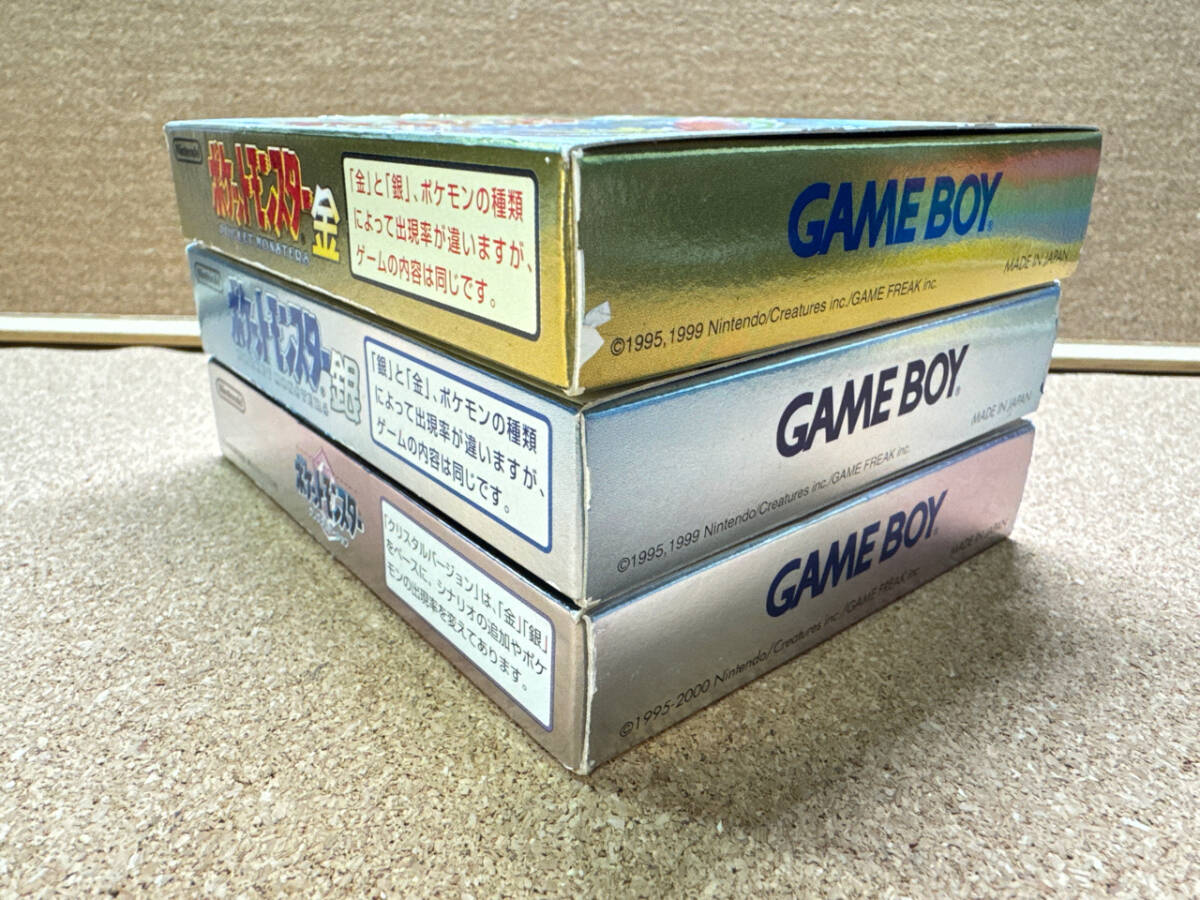 Nintendo
ポケットモンスター金
POCKET MONSTERS
「金」と「銀」、ポケモンの種類
によって出現率が違いますが、
ゲームの内容は同じです。
GAME BOY®
MADE IN JAPAN
©1995,1999 Nintendo/Creatures inc./GAME FREAK inc.
Nintendo
ポケットモンスター銀
POCKET MONSTERS
「銀」と「金」、ポケモンの種類
によって出現率が違いますが、
ゲームの内容は同じです。
GAME BOY®
MADE IN JAPAN
©1995,1999 Nintendo/Creatures inc./GAME FREAK inc.
Nintendo
ポケットモンスター
「クリスタルバージョン」は、「金」「銀」
をベースに、シナリオの追加やポケ
モンの出現率を変えてあります。
GAME BOY®
MADE IN JAPAN
©1995-2000 Nintendo/Creatures inc./GAME FREAK inc.